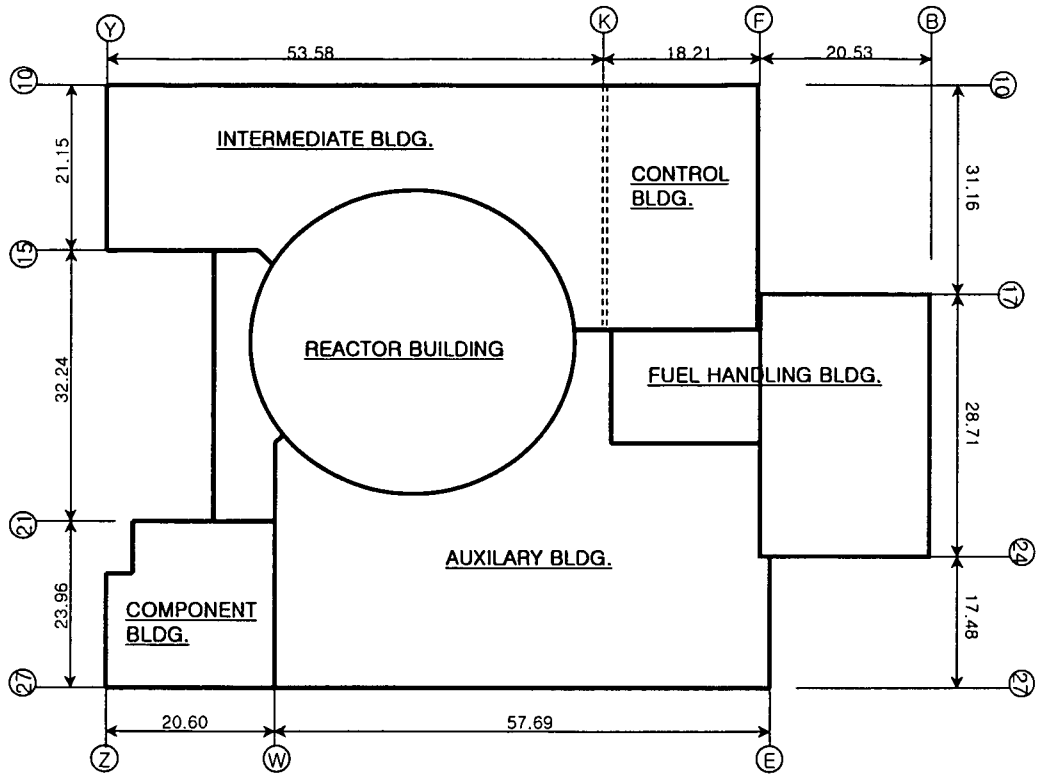 Y
K
F
B
53.58
18.21
20.53
10
10
INTERMEDIATE BLDG.
21.15
CONTROL
BLDG.
31.16
15
17
REACTOR BUILDING
FUEL HANDLING BLDG.
32.24
28.71
21
AUXILARY BLDG.
24
23.96
COMPONENT
BLDG.
17.48
27
27
20.60
57.69
Z
W
E